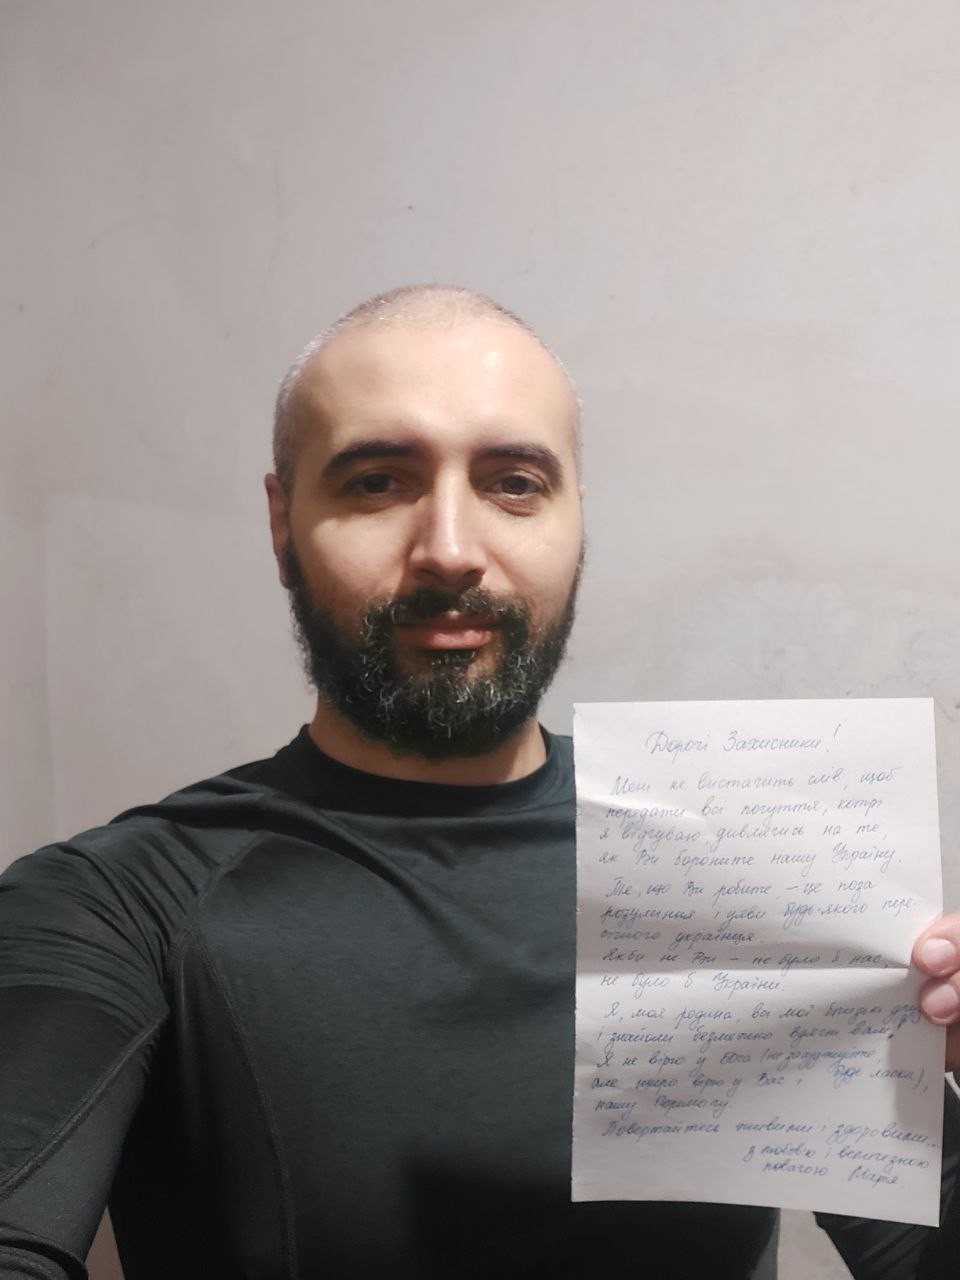 Дорогі Захисники!
Мені не вистачить слів, щоб
передати всі почуття, котрі
я відчуваю, дивлячись на те,
як Ви бороните нашу Україну.
Те, що Ви робите, – це поза
розуміння і уяви будь-якого пере-
січного українця.
Якби не Ви – не було б нас,
не було б України.
Я, моя родина, всі мої близькі друзі
і знайомі безмежно вдячні вам!
Я не вірю у бога (не засуджуйте,
будь ласка),
але щиро вірю у Вас і
нашу Перемогу.
Повертайтесь живими і здоровими..
з любов'ю і величезною
повагою Марія